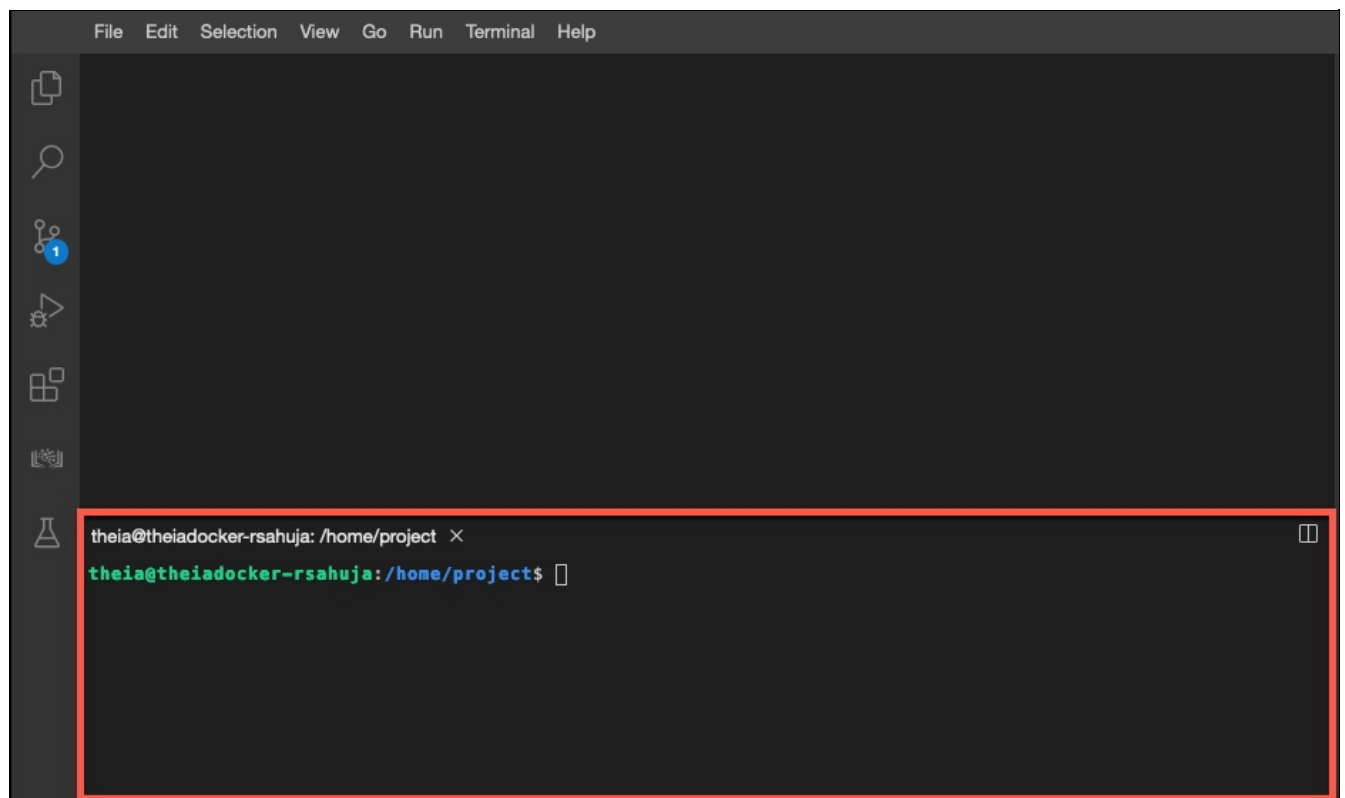 File Edit Selection View Go Run Terminal Help
1
theia@theiadocker-rsahuja: /home/project
theia@theiadocker-rsahuja:/home/project$